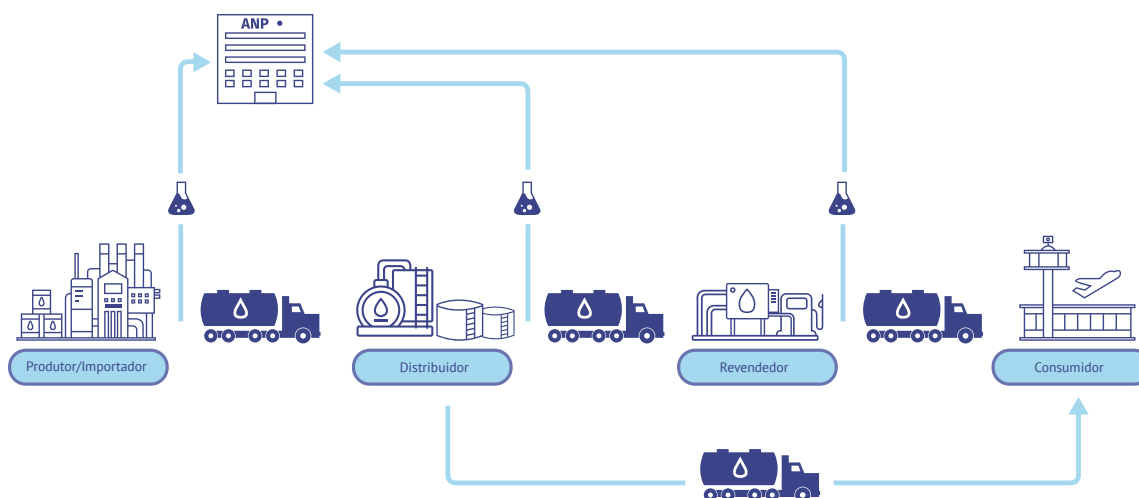 ANP
Produtor/Importador
Distribuidor
Revendedor
Consumidor